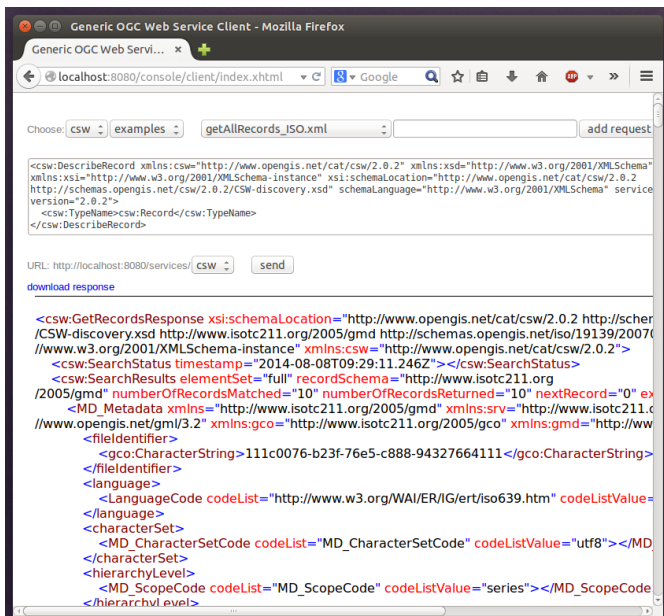 Generic OGC Web Service Client - Mozilla Firefox
Generic OGC Web Servi... ×
localhost:8080/console/client/index.xhtml Google
Choose: csw examples getAllRecords_ISO.xml add request
<csw:DescribeRecord xmlns:csw="http://www.opengis.net/cat/csw/2.0.2" xmlns:xsd="http://www.w3.org/2001/XMLSchema"
xmlns:xsi="http://www.w3.org/2001/XMLSchema-instance" xsi:schemaLocation="http://www.opengis.net/cat/csw/2.0.2
http://schemas.opengis.net/csw/2.0.2/CSW-discovery.xsd" schemaLanguage="http://www.w3.org/2001/XMLSchema" service
version="2.0.2">
<csw:TypeName>csw:Record</csw:TypeName>
</csw:DescribeRecord>
URL: http://localhost:8080/services/ csw send
download response
<csw:GetRecordsResponse xsi:schemaLocation="http://www.opengis.net/cat/csw/2.0.2 http://schem
/CSW-discovery.xsd http://www.isotc211.org/2005/gmd http://schemas.opengis.net/iso/19139/20070
//www.w3.org/2001/XMLSchema-instance" xmlns:csw="http://www.opengis.net/cat/csw/2.0.2">
<csw:SearchStatus timestamp="2014-08-08T09:29:11.246Z"></csw:SearchStatus>
<csw:SearchResults elementSet="full" recordSchema="http://www.isotc211.org
/2005/gmd" numberOfRecordsMatched="10" numberOfRecordsReturned="10" nextRecord="0" ex
<MD_Metadata xmlns="http://www.isotc211.org/2005/gmd" xmlns:srv="http://www.isotc211.o
//www.opengis.net/gml/3.2" xmlns:gco="http://www.isotc211.org/2005/gco" xmlns:gmd="http://ww
<fileIdentifier>
<gco:CharacterString>111c0076-b23f-76e5-c888-94327664111</gco:CharacterString>
</fileIdentifier>
<language>
<LanguageCode codeList="http://www.w3.org/WAI/ER/IG/ert/iso639.htm" codeListValue=
</language>
<characterSet>
<MD_CharacterSetCode codeList="MD_CharacterSetCode" codeListValue="utf8"></MD_
</characterSet>
<hierarchyLevel>
<MD_ScopeCode codeList="MD_ScopeCode" codeListValue="series"></MD_ScopeCode
</hierarchyLevel>